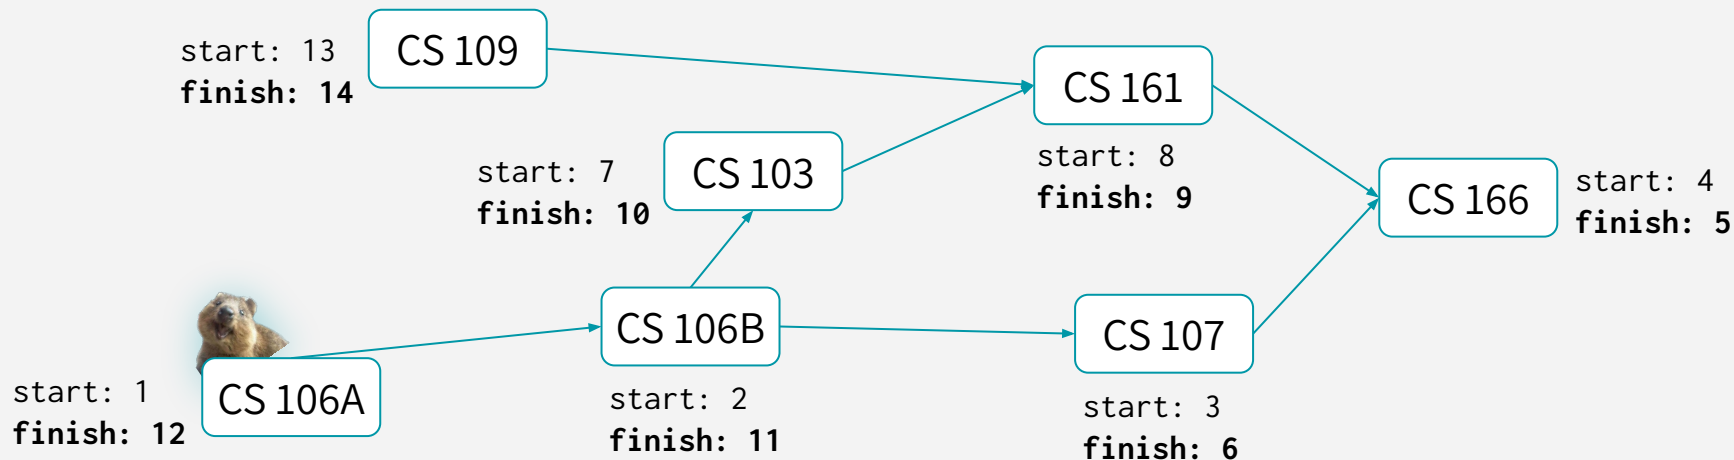 CS 109
start: 13
finish: 14
CS 161
start: 8
finish: 9
CS 103
start: 7
finish: 10
CS 166
start: 4
finish: 5
CS 106B
start: 2
finish: 11
CS 107
start: 3
finish: 6
CS 106A
start: 1
finish: 12